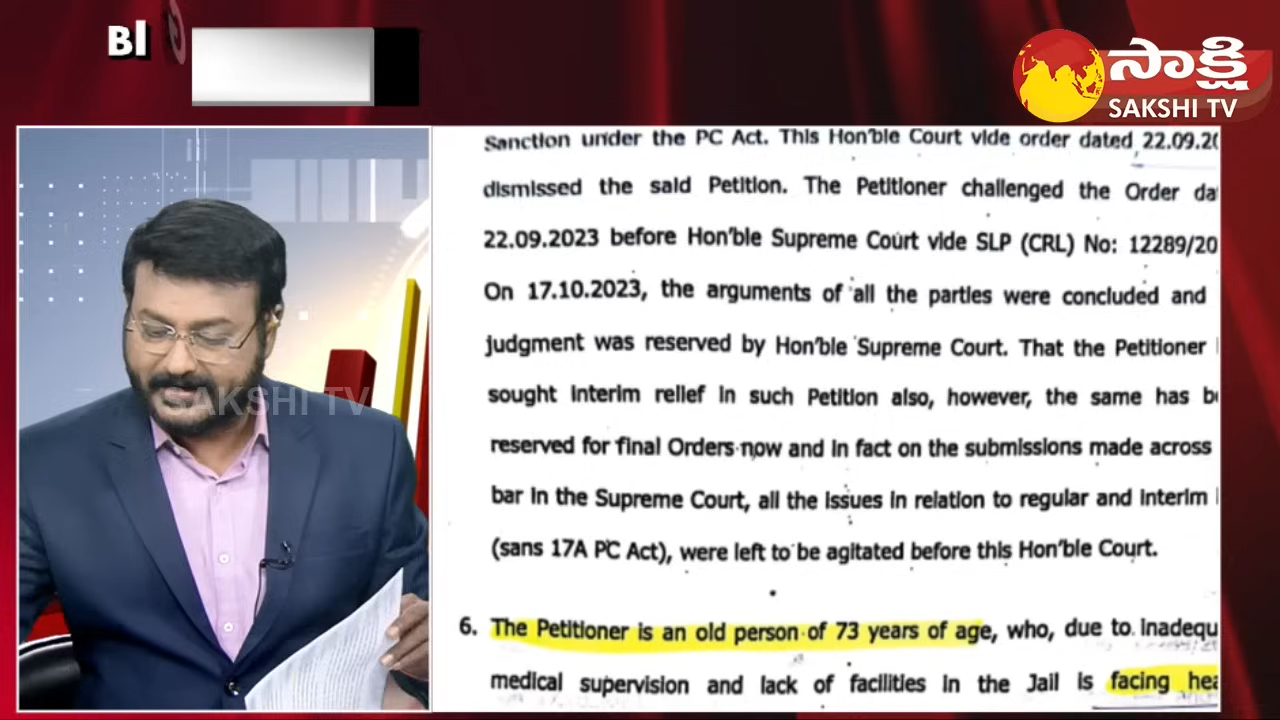 Bl
సాక్షి
SAKSHI TV
SAKSHI TV
Sanction under the PC Act. This Hon'ble Court vide order dated 22.09.20
dismissed the said Petition. The Petitioner challenged the Order da
22.09.2023 before Hon'ble Supreme Court vide SLP (CRL) No: 12289/20
On 17.10.2023, the arguments of all the parties were concluded and
judgment was reserved by Hon'ble Supreme Court. That the Petitioner
sought interim relief in such Petition also, however, the same has be
reserved for final Orders now and in fact on the submissions made across
bar in the Supreme Court, all the issues in relation to regular and interim
(sans 17A PC Act), were left to be agitated before this Hon'ble Court.
6. The Petitioner is an old person of 73 years of age, who, due to inadequ
medical supervision and lack of facilities in the Jail is facing hea